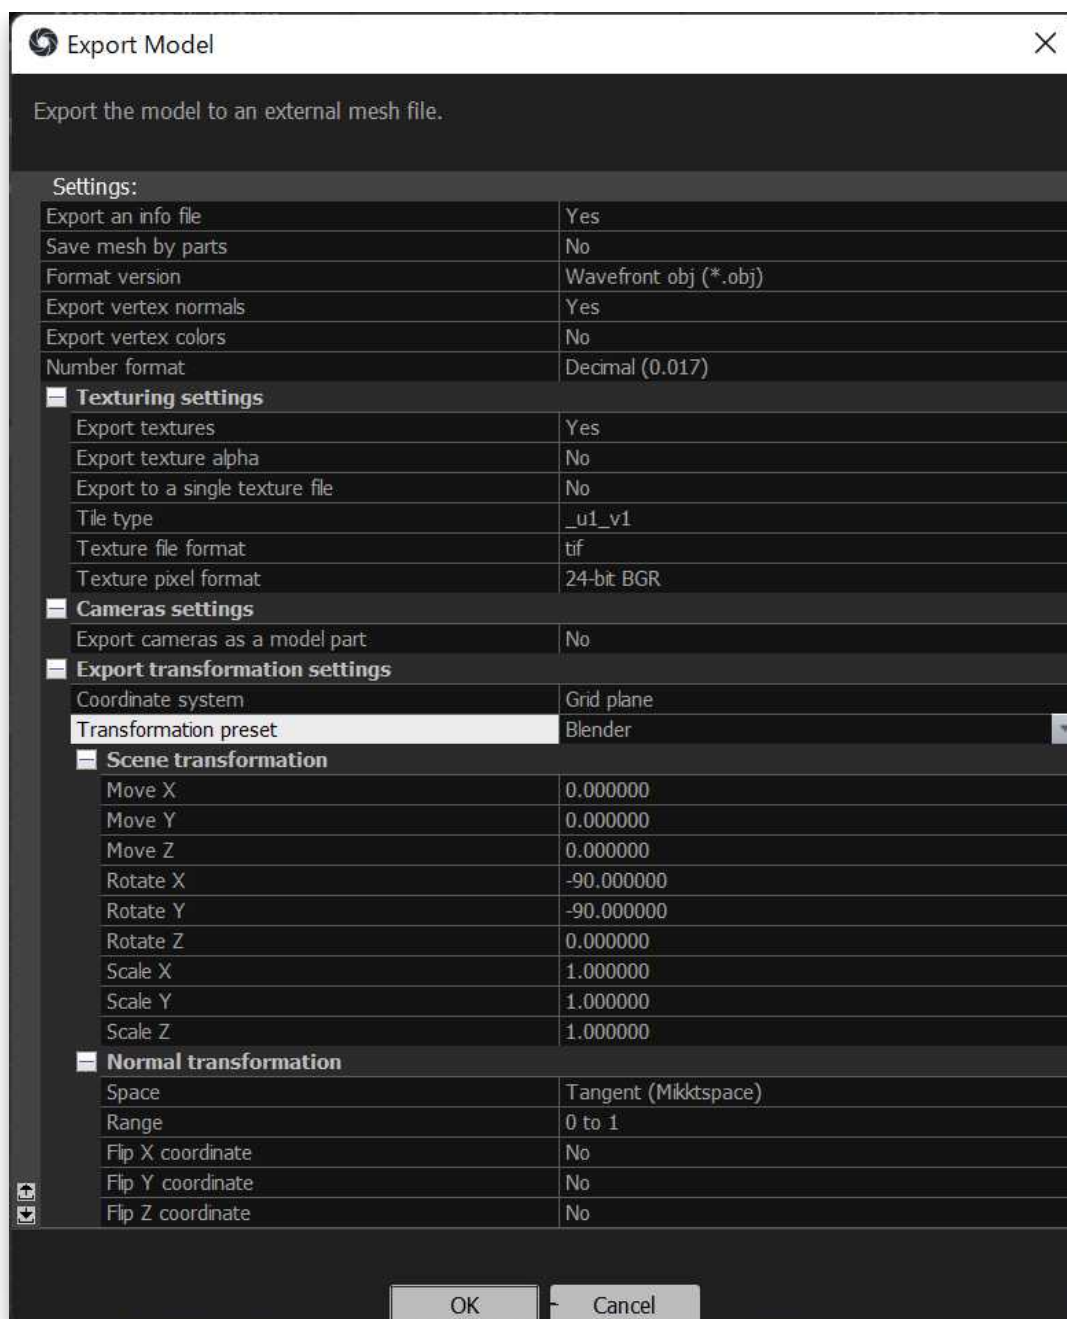 Export Model
Export the model to an external mesh file.
Settings:
Export an info file Yes
Save mesh by parts No
Format version Wavefront obj (*.obj)
Export vertex normals Yes
Export vertex colors No
Number format Decimal (0.017)
Texturing settings
Export textures Yes
Export texture alpha No
Export to a single texture file No
Tile type _u1_v1
Texture file format tif
Texture pixel format 24-bit BGR
Cameras settings
Export cameras as a model part No
Export transformation settings
Coordinate system Grid plane
Transformation preset Blender
Scene transformation
Move X 0.000000
Move Y 0.000000
Move Z 0.000000
Rotate X -90.000000
Rotate Y -90.000000
Rotate Z 0.000000
Scale X 1.000000
Scale Y 1.000000
Scale Z 1.000000
Normal transformation
Space Tangent (Mikktspace)
Range 0 to 1
Flip X coordinate No
Flip Y coordinate No
Flip Z coordinate No
OK Cancel